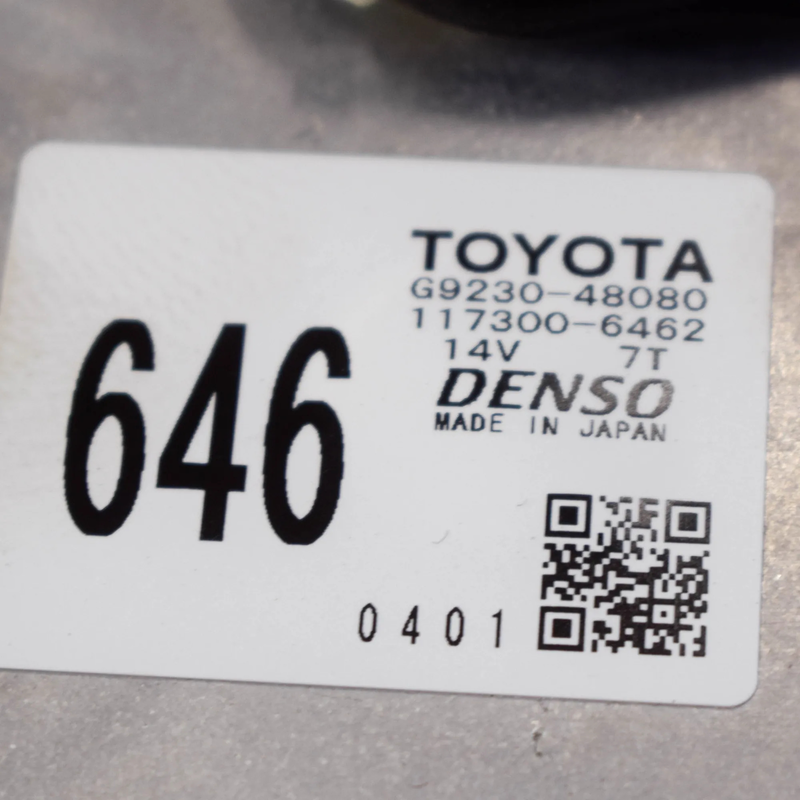 TOYOTA
G9230-48080
117300-6462
14V 7T
DENSO
MADE IN JAPAN
646
0401